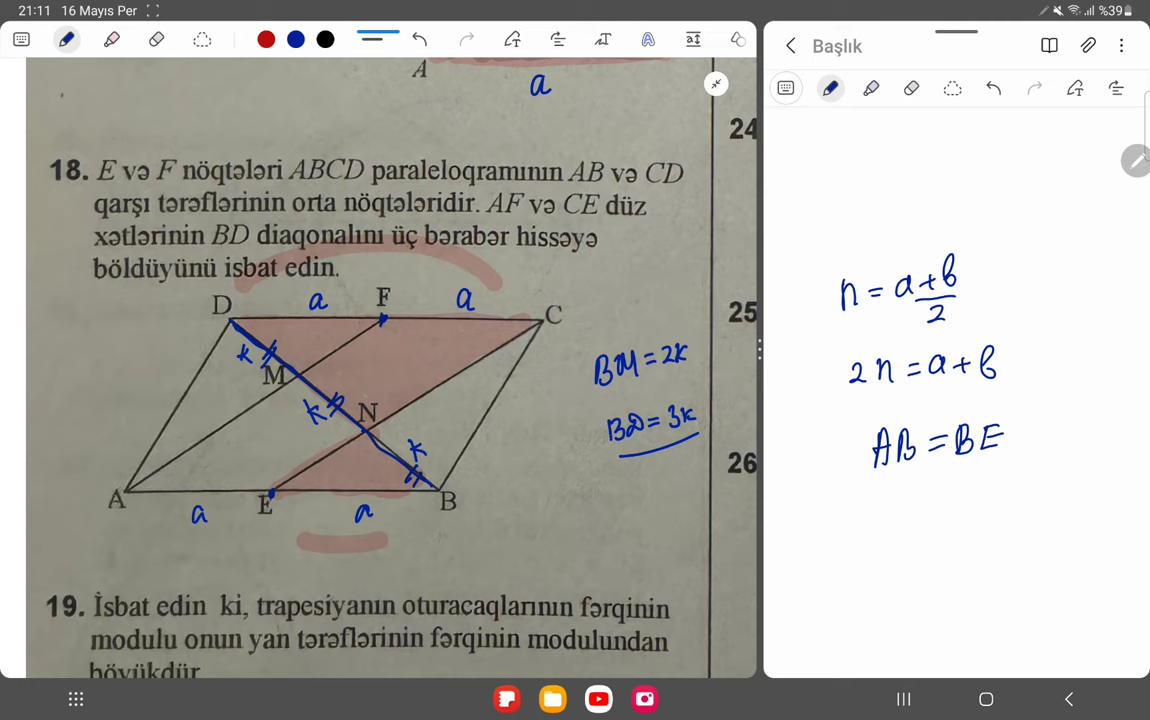 21:11 16 Mayıs Per %39
A
a
24
18. E və F nöqtələri ABCD paraleloqramının AB və CD
qarşı tərəflərinin orta nöqtələridir. AF və CE düz
xətlərinin BD diaqonalını üç bərabər hissəyə
böldüyünü isbat edin.
D a F a C
25
K
M
K N
K
BM = 2K
BD = 3K
26
A a E a B
19. İsbat edin ki, trapesiyanın oturacaqlarının fərqinin
modulu onun yan tərəflərinin fərqinin modulundan
böyükdür.
Başlık
n = a+b
2
2n = a+b
AB = BE